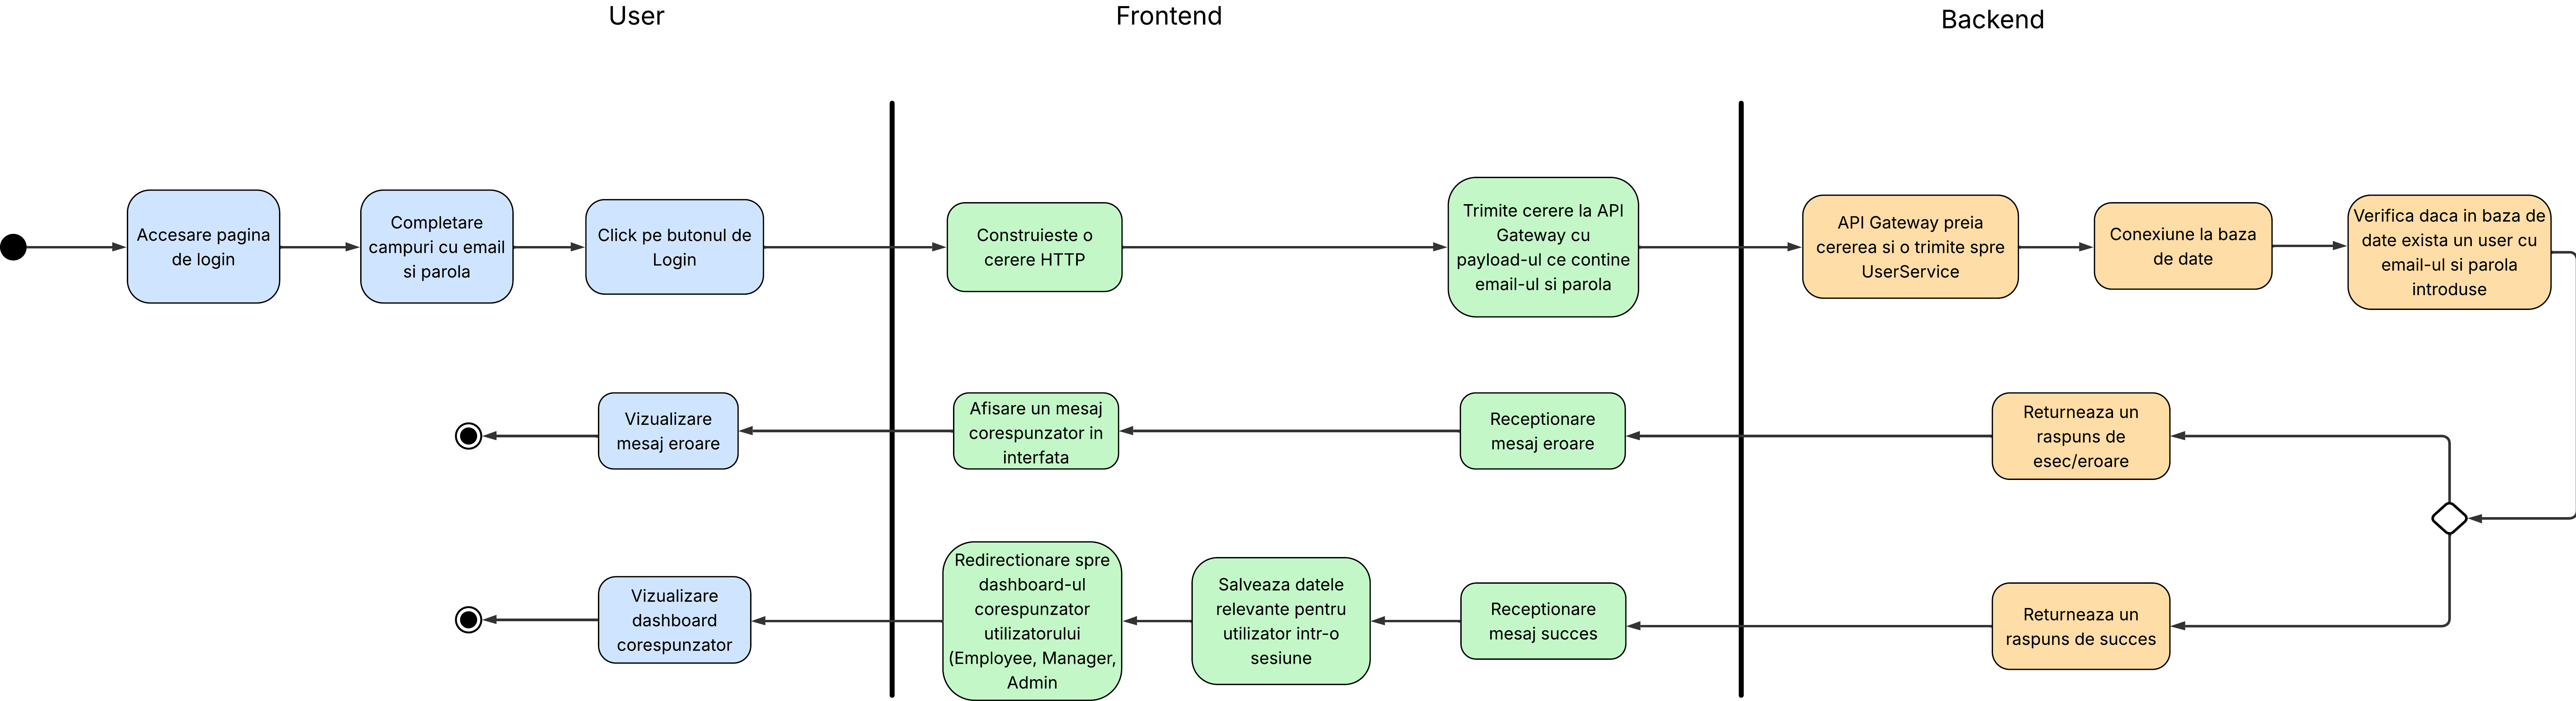 User
Frontend
Backend
Accesare pagina
de login
Completare
campuri cu email
si parola
Click pe butonul de
Login
Construieste o
cerere HTTP
Trimite cerere la API
Gateway cu
payload-ul ce contine
email-ul si parola
API Gateway preia
cererea si o trimite spre
UserService
Conexiune la baza
de date
Verifica daca in baza de
date exista un user cu
email-ul si parola
introduse
Vizualizare
mesaj eroare
Afisare un mesaj
corespunzator in
interfata
Receptionare
mesaj eroare
Returneaza un
raspuns de
esec/eroare
Vizualizare
dashboard
corespunzator
Redirectionare spre
dashboard-ul
corespunzator
utilizatorului
(Employee, Manager,
Admin
Salveaza datele
relevante pentru
utilizator intr-o
sesiune
Receptionare
mesaj succes
Returneaza un
raspuns de succes